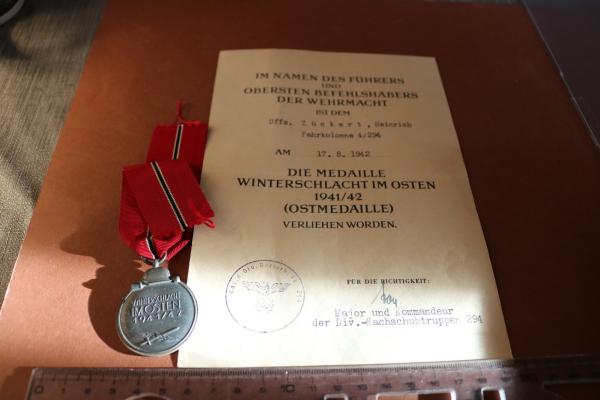 IM NAMEN DES FÜHRERS
UND
OBERSTEN BEFEHLSHABERS
DER WEHRMACHT
IST DEM
Uffz. Zückert, Heinrich
Fahrkolonne 4/294
AM 17.8.1942
DIE MEDAILLE
WINTERSCHLACHT IM OSTEN
1941/42
(OSTMEDAILLE)
VERLIEHEN WORDEN.
FÜR DIE RICHTIGKEIT:
Major und Kommandeur
der Div.-Nachschubtruppen 294
WINTERSCHLACHT
IM OSTEN
1941/42